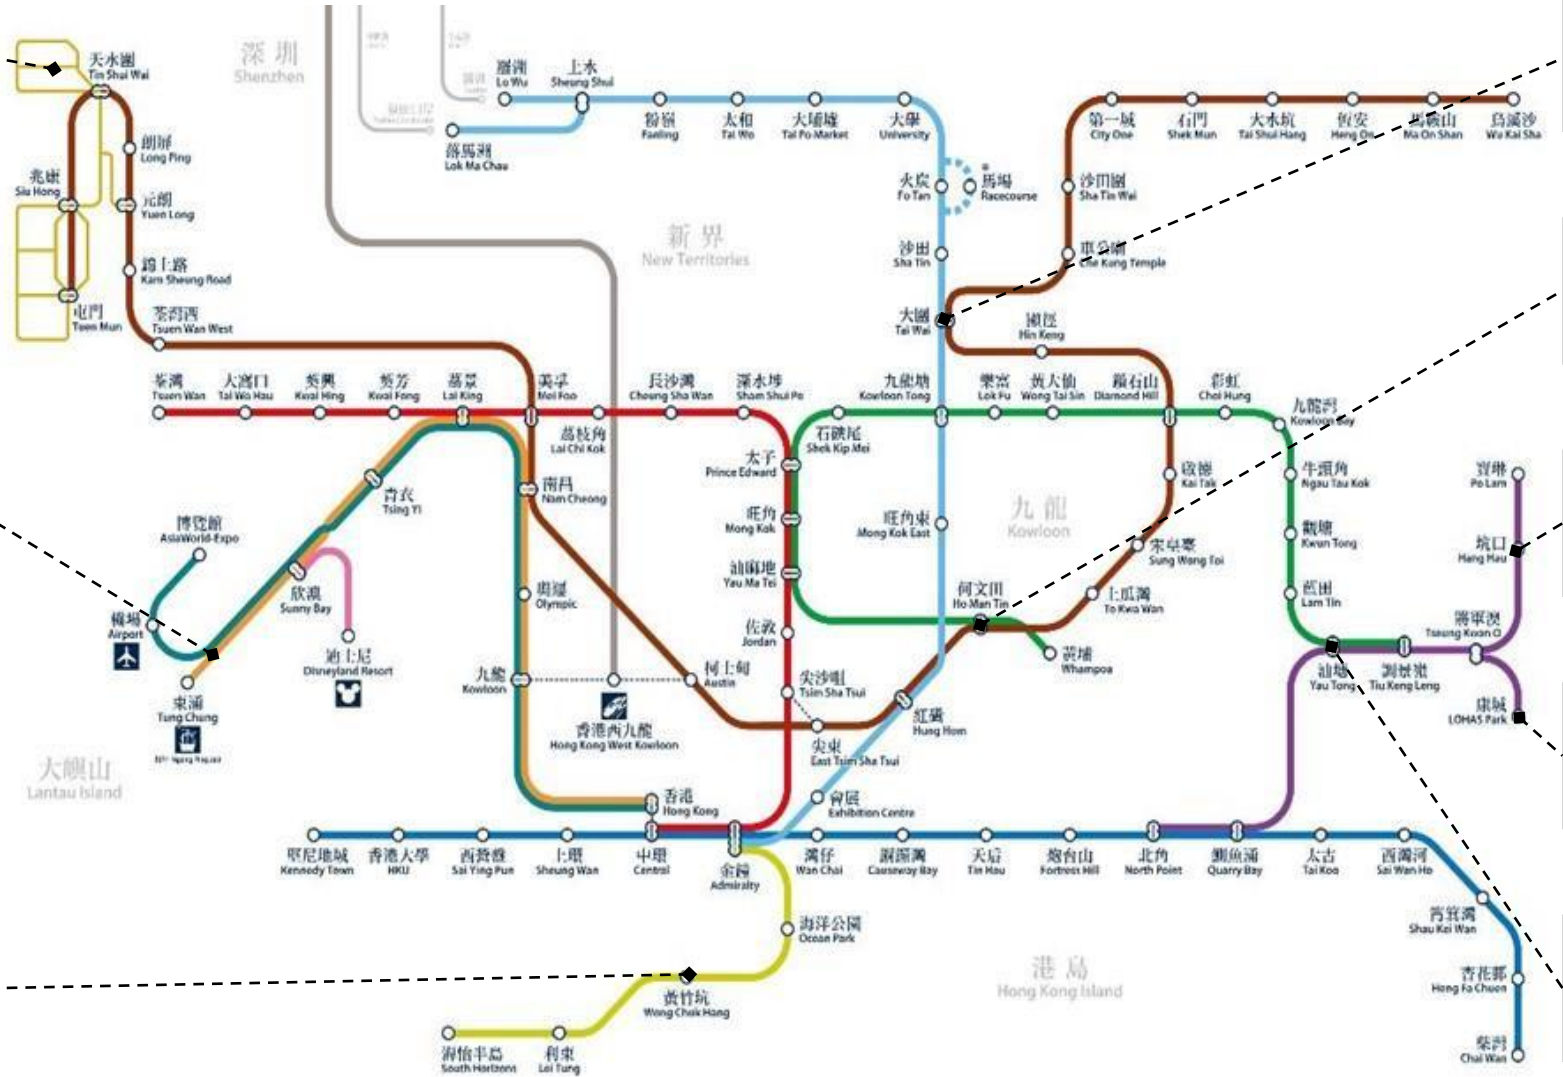 天水圍
Tin Shui Wai
朗屏
Long Ping
兆康
Siu Hong
元朗
Yuen Long
錦上路
Kam Sheung Road
屯門
Tuen Mun
荃灣西
Tsuen Wan West
深圳
Shenzhen
羅湖
Lo Wu
上水
Sheung Shui
落馬洲
Lok Ma Chau
粉嶺
Fanling
太和
Tai Wo
大埔墟
Tai Po Market
大學
University
火炭
Fo Tan
馬場
Racecourse
沙田
Sha Tin
大圍
Tai Wai
新界
New Territories
第一城
City One
石門
Shek Mun
大水坑
Tai Shui Hang
恆安
Heng On
馬鞍山
Ma On Shan
烏溪沙
Wu Kai Sha
沙田圍
Sha Tin Wai
車公廟
Che Kung Temple
顯徑
Hin Keng
荃灣
Tsuen Wan
大窩口
Tai Wo Hau
葵興
Kwai Hing
葵芳
Kwai Fong
荔景
Lai King
美孚
Mei Foo
長沙灣
Cheung Sha Wan
深水埗
Sham Shui Po
九龍塘
Kowloon Tong
樂富
Lok Fu
黃大仙
Wong Tai Sin
鑽石山
Diamond Hill
彩虹
Choi Hung
九龍灣
Kowloon Bay
荔枝角
Lai Chi Kok
石硤尾
Shek Kip Mei
太子
Prince Edward
南昌
Nam Cheong
青衣
Tsing Yi
旺角
Mong Kok
旺角東
Mong Kok East
九龍
Kowloon
啟德
Kai Tak
牛頭角
Ngau Tau Kok
寶琳
Po Lam
觀塘
Kwun Tong
坑口
Hang Hau
宋皇臺
Sung Wong Toi
博覽館
AsiaWorld-Expo
欣澳
Sunny Bay
奧運
Olympic
油麻地
Yau Ma Tei
何文田
Ho Man Tin
土瓜灣
To Kwa Wan
藍田
Lam Tin
機場
Airport
佐敦
Jordan
將軍澳
Tseung Kwan O
迪士尼
Disneyland Resort
九龍
Kowloon
柯士甸
Austin
尖沙咀
Tsim Sha Tsui
黃埔
Whampoa
油塘
Yau Tong
調景嶺
Tiu Keng Leng
東涌
Tung Chung
香港西九龍
Hong Kong West Kowloon
紅磡
Hung Hom
康城
LOHAS Park
尖東
East Tsim Sha Tsui
大嶼山
Lantau Island
香港
Hong Kong
會展
Exhibition Centre
堅尼地城
Kennedy Town
香港大學
HKU
西營盤
Sai Ying Pun
上環
Sheung Wan
中環
Central
金鐘
Admiralty
灣仔
Wan Chai
銅鑼灣
Causeway Bay
天后
Tin Hau
炮台山
Fortress Hill
北角
North Point
鰂魚涌
Quarry Bay
太古
Tai Koo
西灣河
Sai Wan Ho
筲箕灣
Shau Kei Wan
海洋公園
Ocean Park
港島
Hong Kong Island
杏花邨
Heng Fa Chuen
黃竹坑
Wong Chuk Hang
柴灣
Chai Wan
海怡半島
South Horizons
利東
Lei Tung